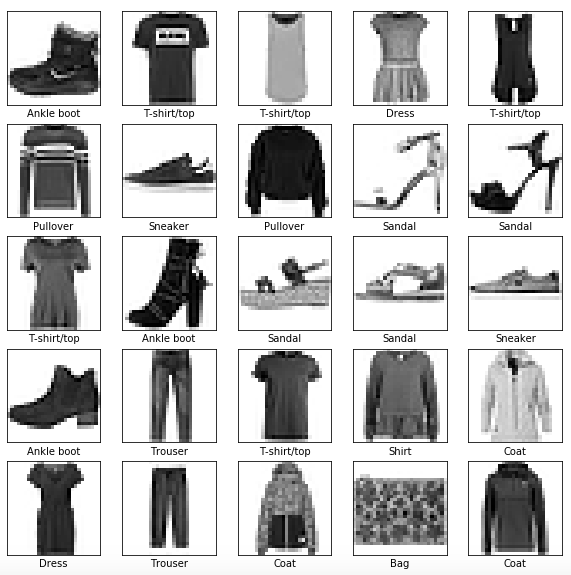 Ankle boot T-shirt/top T-shirt/top Dress T-shirt/top
Pullover Sneaker Pullover Sandal Sandal
T-shirt/top Ankle boot Sandal Sandal Sneaker
Ankle boot Trouser T-shirt/top Shirt Coat
Dress Trouser Coat Bag Coat